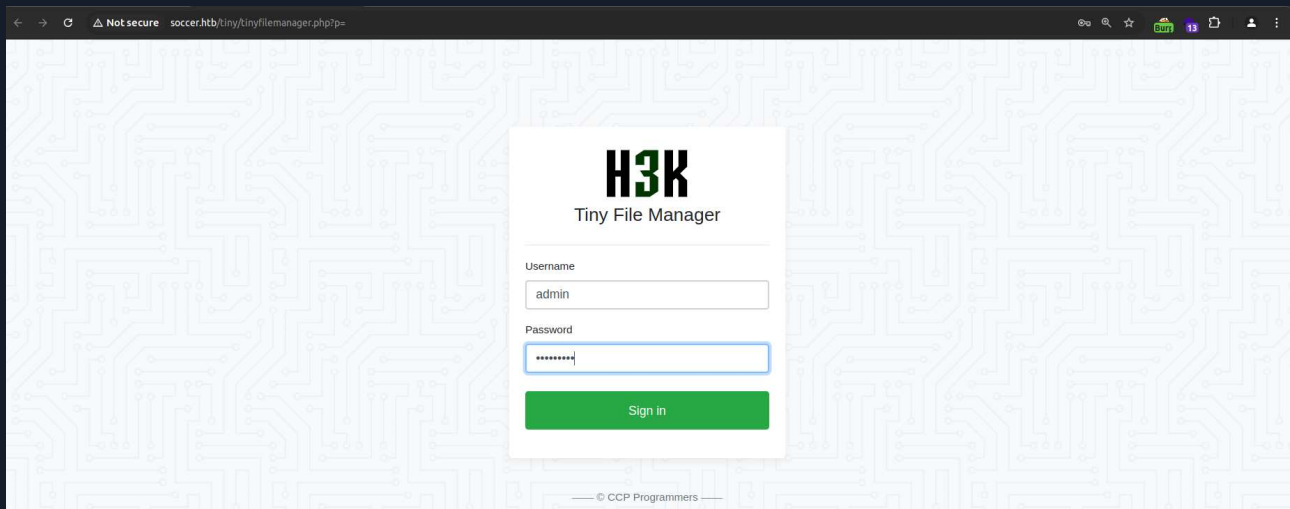 Not secure soccer.htb/tiny/tinyfilemanager.php?p=
Burp 13
H3K
Tiny File Manager
Username
admin
Password
•••••••••
Sign in
—— © CCP Programmers ——